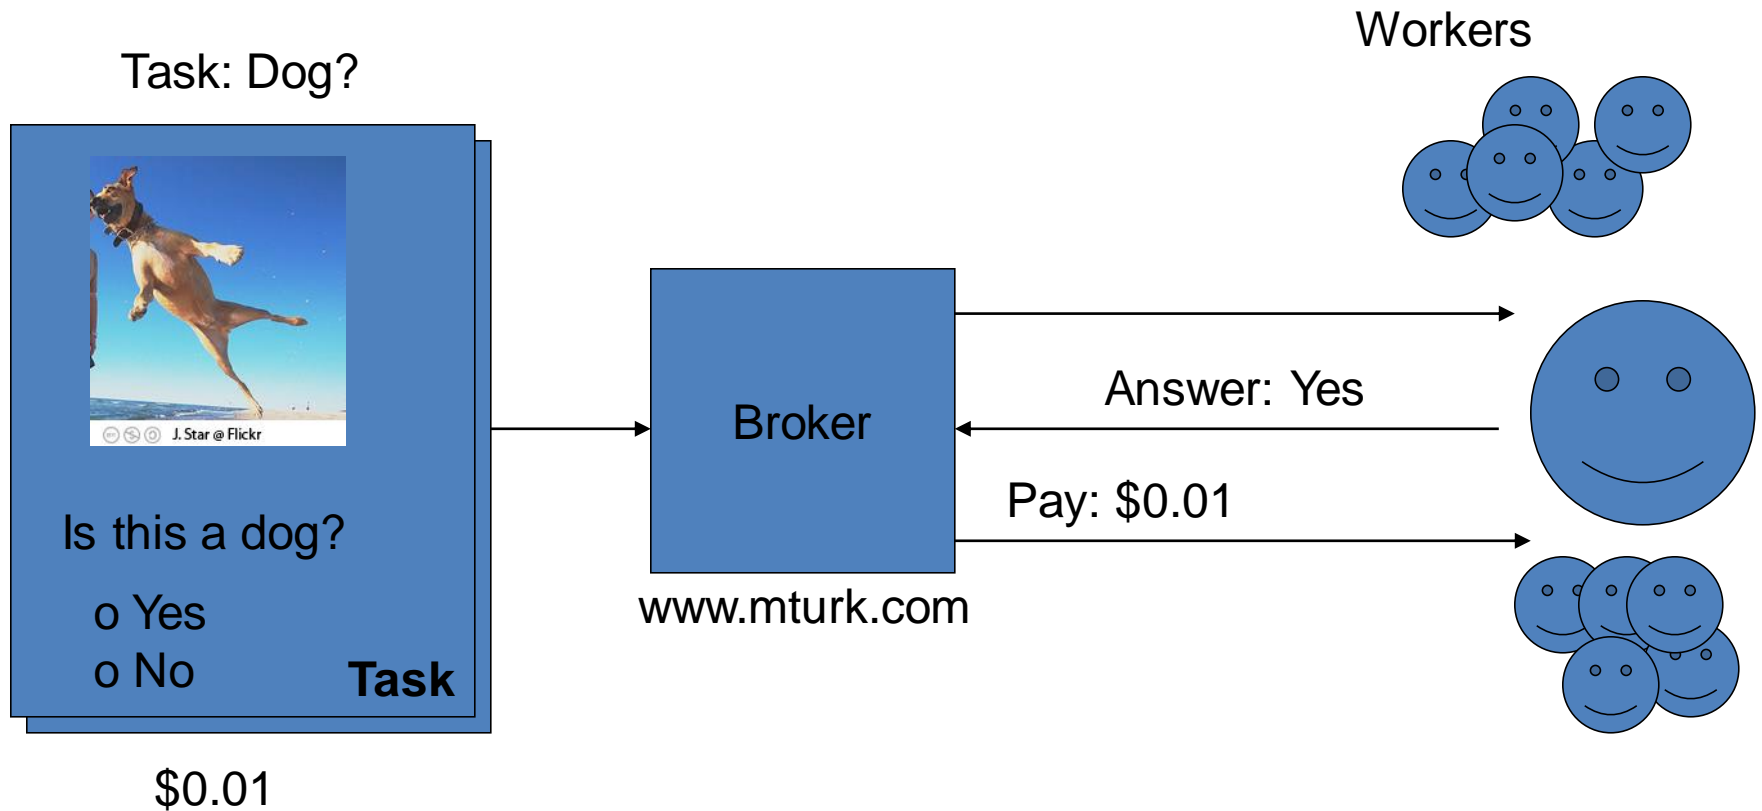 Workers
Task: Dog?
J. Star @ Flickr
Is this a dog?
o Yes
o No
Task
$0.01
Broker
www.mturk.com
Answer: Yes
Pay: $0.01